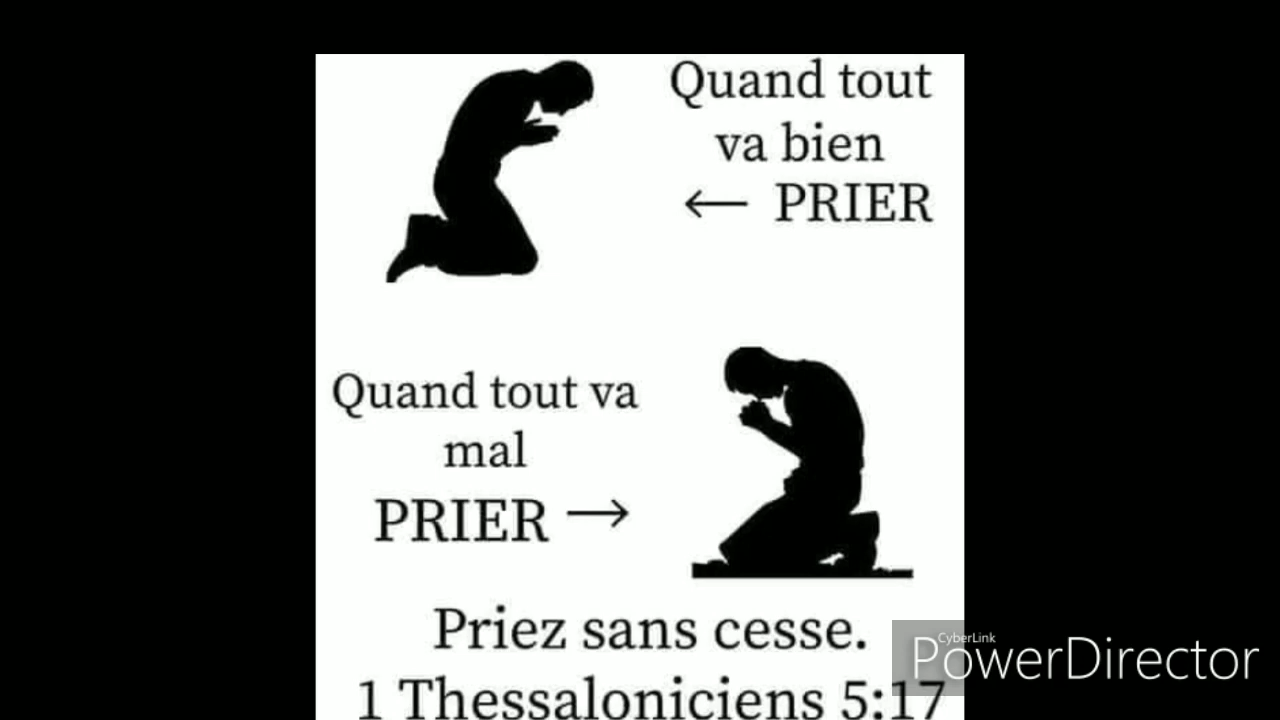 Quand tout
va bien
← PRIER
Quand tout va
mal
PRIER →
Priez sans cesse.
1 Thessaloniciens 5:17
CyberLink
PowerDirector